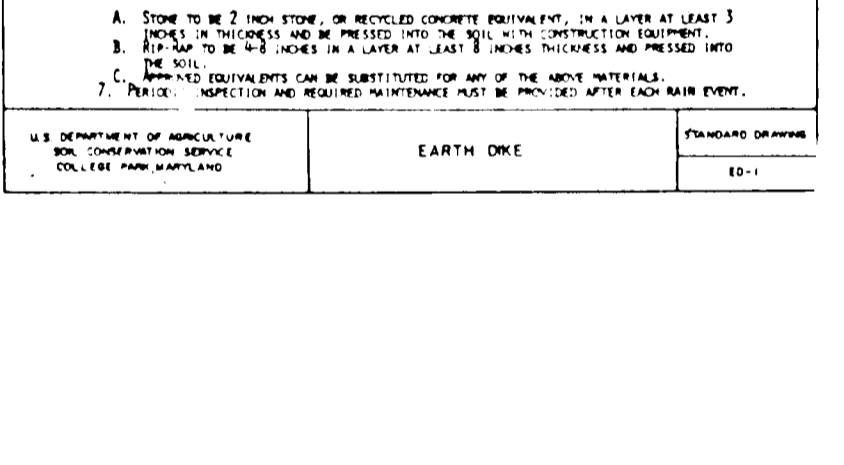 A. STONE TO BE 2 INCH STONE, OR RECYCLED CONCRETE EQUIVALENT, IN A LAYER AT LEAST 3
INCHES IN THICKNESS AND BE PRESSED INTO THE SOIL WITH CONSTRUCTION EQUIPMENT.
B. RIP-RAP TO BE 4-8 INCHES IN A LAYER AT LEAST 8 INCHES THICKNESS AND PRESSED INTO
THE SOIL.
C. APPROVED EQUIVALENTS CAN BE SUBSTITUTED FOR ANY OF THE ABOVE MATERIALS.
7. INSPECTION AND REQUIRED MAINTENANCE MUST BE PROVIDED AFTER EACH RAIN EVENT.
U.S. DEPARTMENT OF AGRICULTURE
SOIL CONSERVATION SERVICE
COLLEGE PARK, MARYLAND
EARTH DIKE
STANDARD DRAWING
ED-1